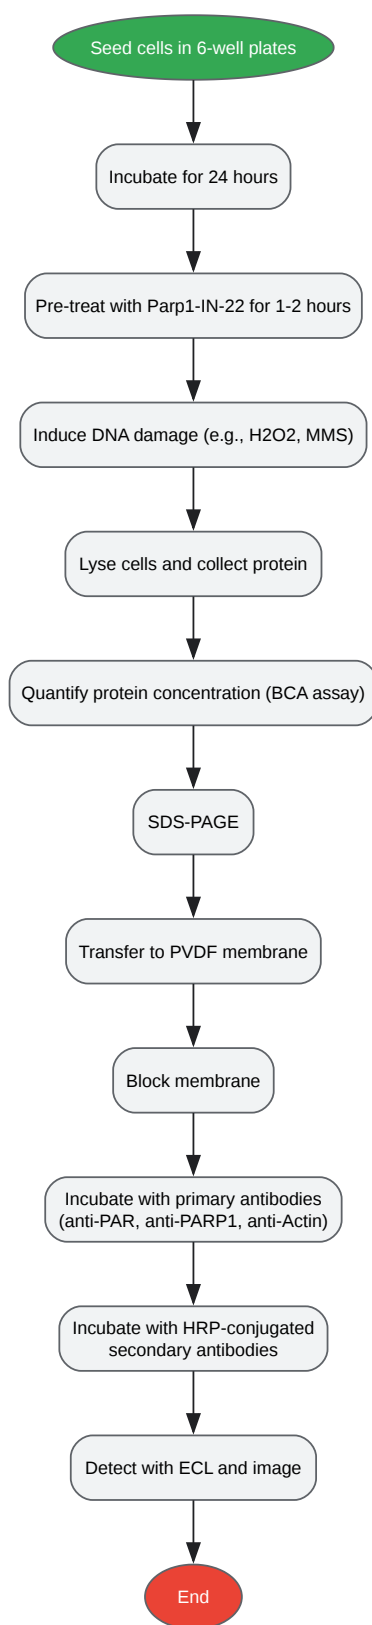 Seed cells in 6-well plates
Incubate for 24 hours
Pre-treat with Parp1-IN-22 for 1-2 hours
Induce DNA damage (e.g., H2O2, MMS)
Lyse cells and collect protein
Quantify protein concentration (BCA assay)
SDS-PAGE
Transfer to PVDF membrane
Block membrane
Incubate with primary antibodies
(anti-PAR, anti-PARP1, anti-Actin)
Incubate with HRP-conjugated
secondary antibodies
Detect with ECL and image
End